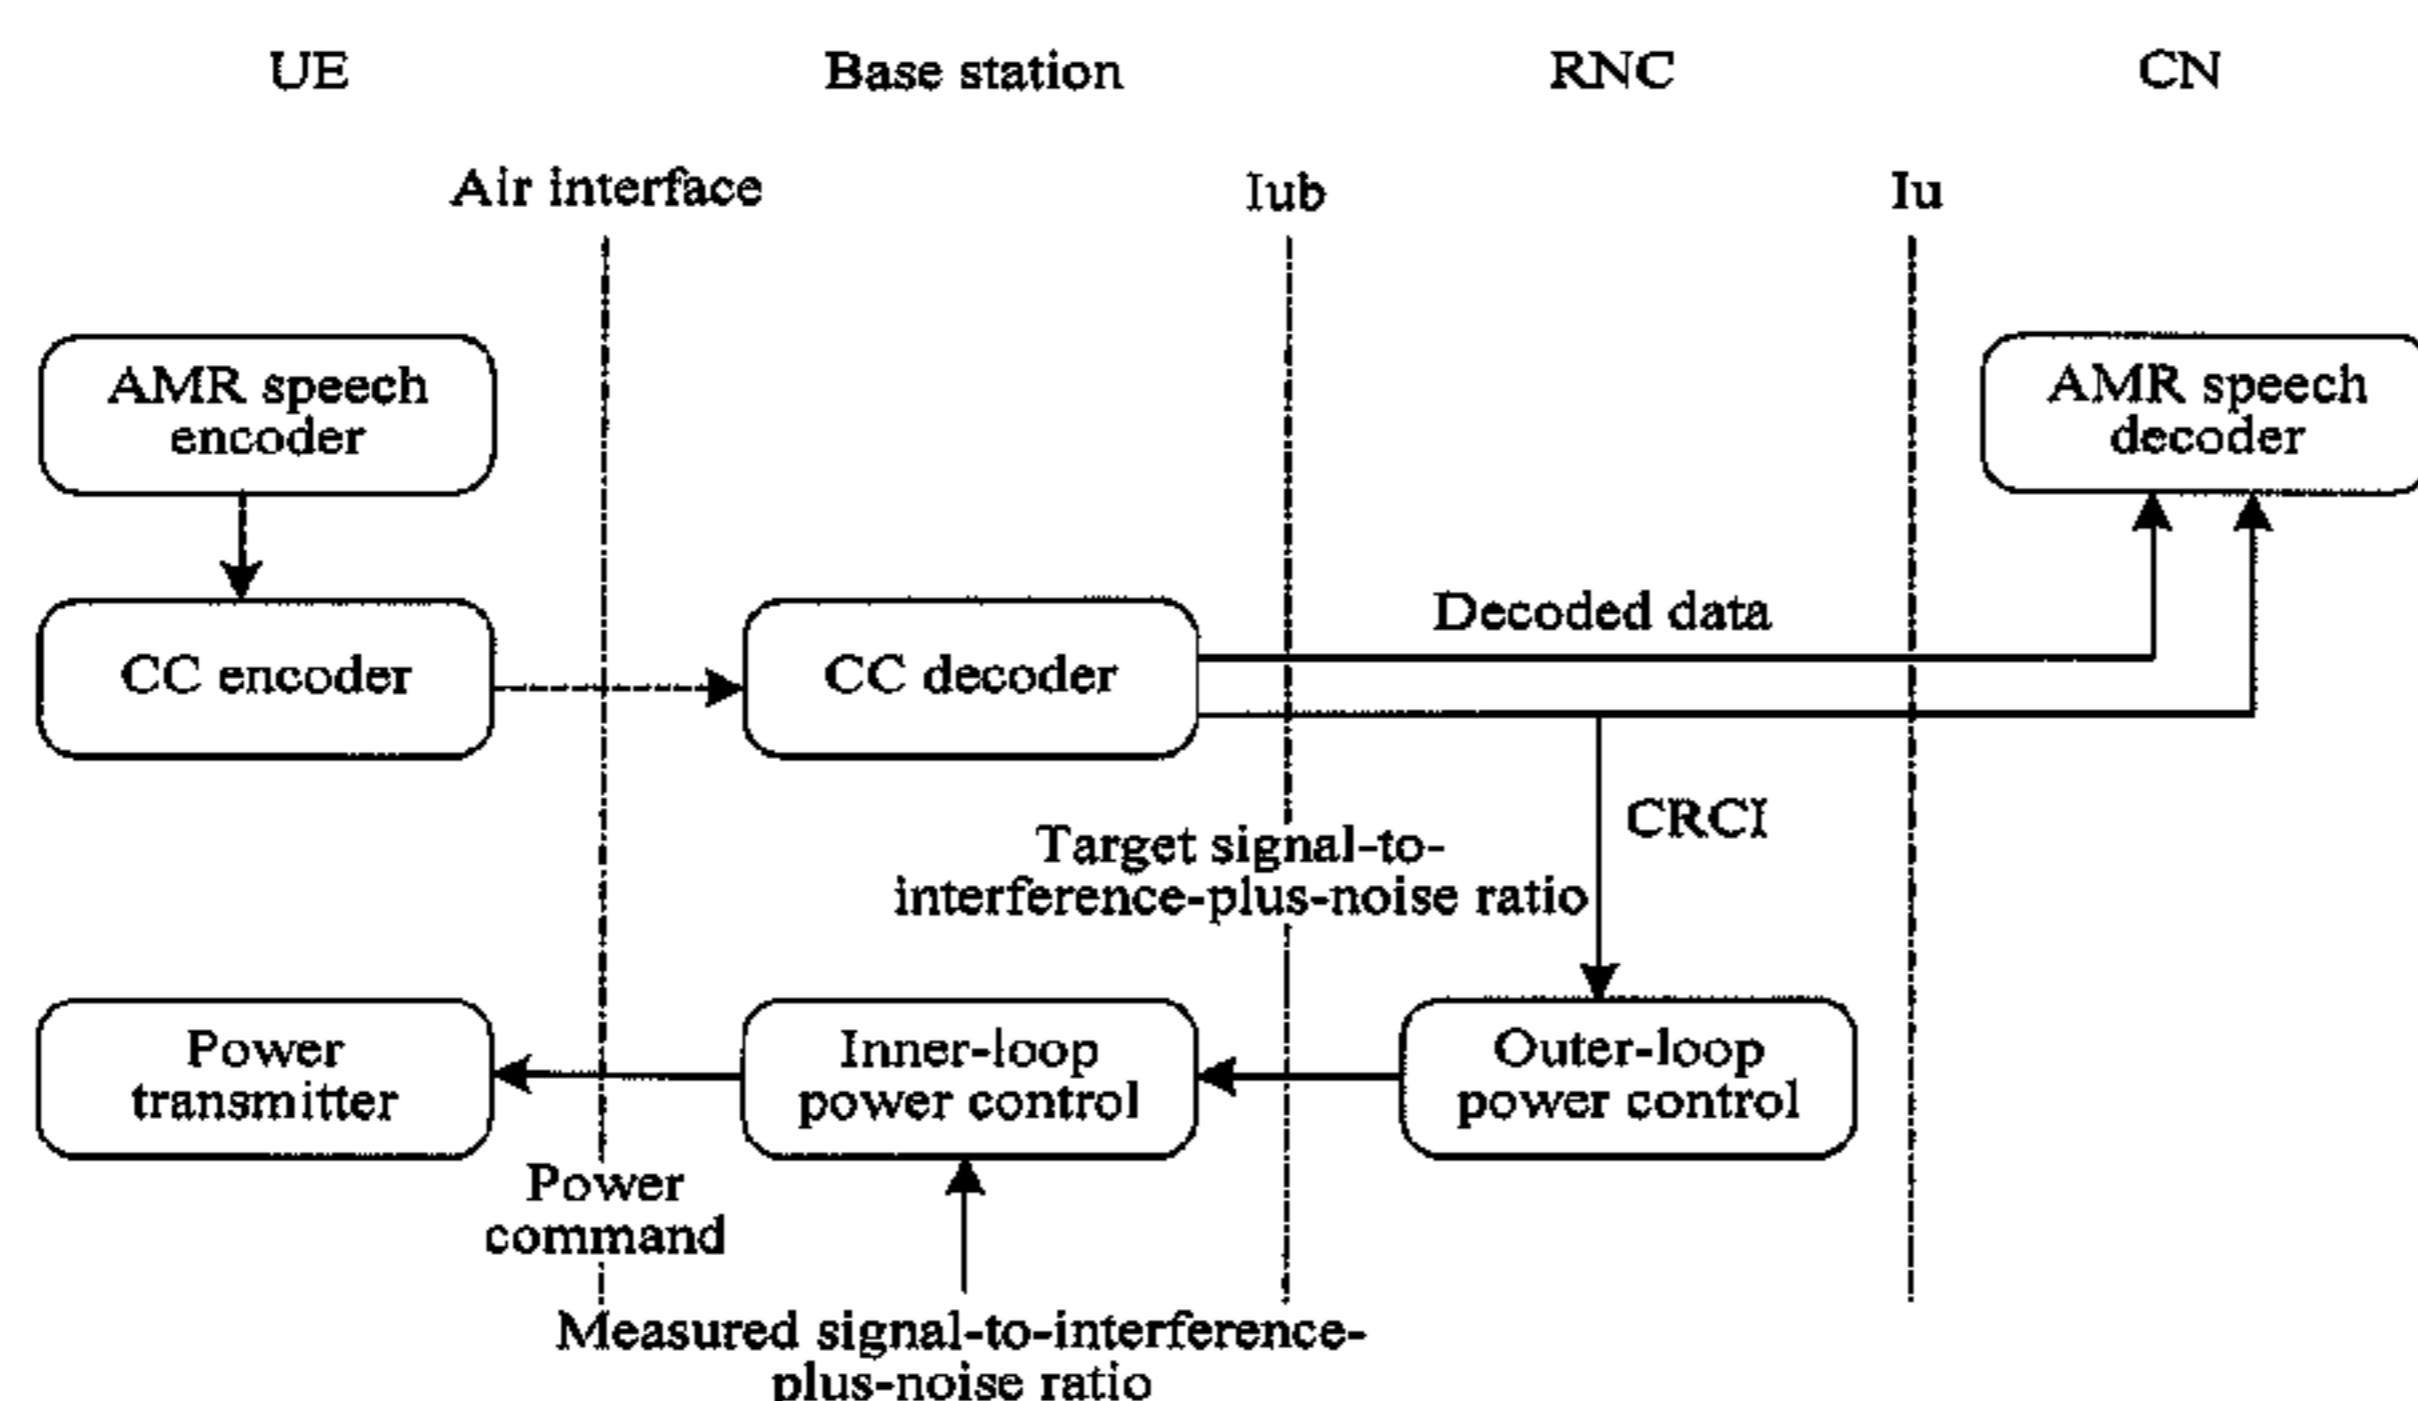 UE
Base station
RNC
CN
Air interface
Iub
Iu
AMR speech
encoder
AMR speech
decoder
CC encoder
CC decoder
Decoded data
CRCI
Target signal-to-
interference-plus-noise ratio
Power
transmitter
Inner-loop
power control
Outer-loop
power control
Power
command
Measured signal-to-interference-
plus-noise ratio